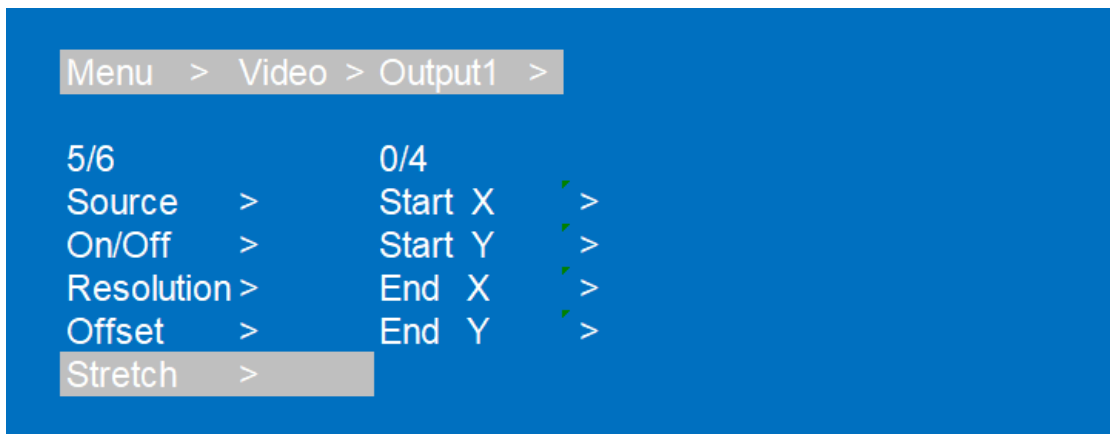 Menu > Video > Output1 >
5/6 0/4
Source > Start X >
On/Off > Start Y >
Resolution > End X >
Offset > End Y >
Stretch >